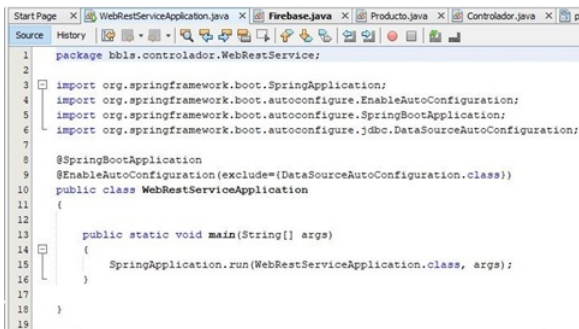 Start Page WebRestServiceApplication.java Firebase.java Producto.java Controlador.java p
Source History
1 package bbls.controlador.WebRestService;
2
3 import org.springframework.boot.SpringApplication;
4 import org.springframework.boot.autoconfigure.EnableAutoConfiguration;
5 import org.springframework.boot.autoconfigure.SpringBootApplication;
6 import org.springframework.boot.autoconfigure.jdbc.DataSourceAutoConfiguration;
7
8 @SpringBootApplication
9 @EnableAutoConfiguration(exclude={DataSourceAutoConfiguration.class})
10 public class WebRestServiceApplication
11 {
12
13 public static void main(String[] args)
14 {
15 SpringApplication.run(WebRestServiceApplication.class, args);
16 }
17
18 }
19